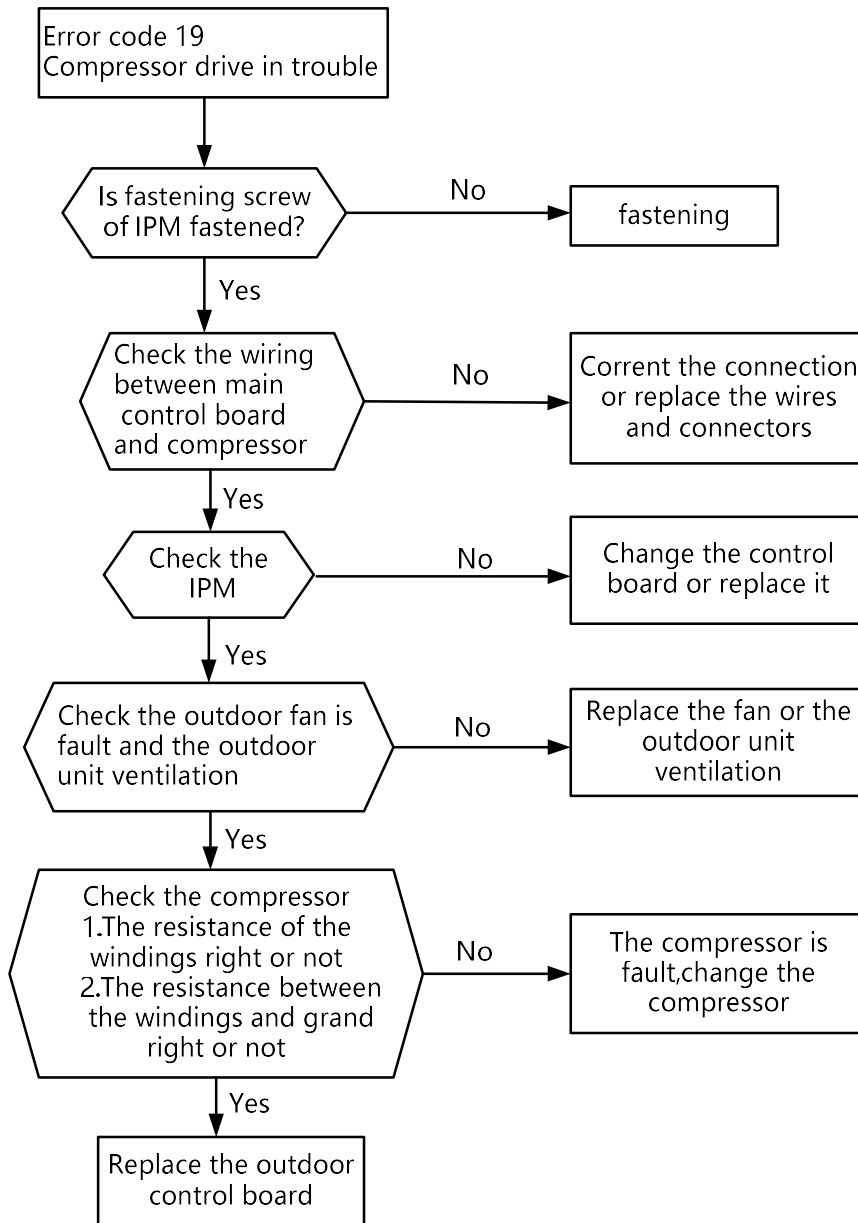 Error code 19
Compressor drive in trouble
Is fastening screw
of IPM fastened?
No
fastening
Yes
Check the wiring
between main
control board
and compressor
No
Corrent the connection
or replace the wires
and connectors
Yes
Check the
IPM
No
Change the control
board or replace it
Yes
Check the outdoor fan is
fault and the outdoor
unit ventilation
No
Replace the fan or the
outdoor unit
ventilation
Yes
Check the compressor
1.The resistance of the
windings right or not
2.The resistance between
the windings and grand
right or not
No
The compressor is
fault,change the
compressor
Yes
Replace the outdoor
control board